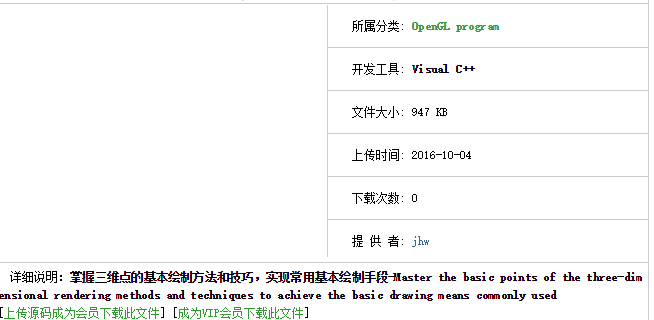 所属分类: OpenGL program
开发工具: Visual C++
文件大小: 947 KB
上传时间: 2016-10-04
下载次数: 0
提 供 者: jhw
详细说明: 掌握三维点的基本绘制方法和技巧，实现常用基本绘制手段-Master the basic points of the three-dim
ensional rendering methods and techniques to achieve the basic drawing means commonly used
[上传源码成为会员下载此文件] [成为VIP会员下载此文件]